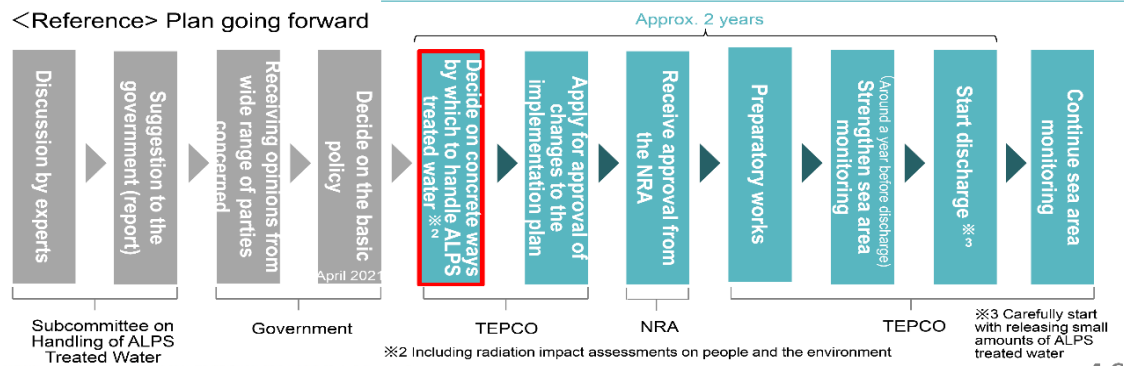 <Reference> Plan going forward
Approx. 2 years
Discussion by experts
Suggestion to the
government (report)
Receiving opinions from
wide range of parties
concerned
Decide on the basic
policy
April 2021
Decide on concrete ways
by which to handle ALPS
treated water ※2
Apply for approval of
changes to the
implementation plan
Receive approval from
the NRA
Preparatory works
(Around a year before discharge)
Strengthen sea area
monitoring
Start discharge ※3
Continue sea area
monitoring
Subcommittee on
Handling of ALPS
Treated Water
Government
TEPCO
NRA
TEPCO
※2 Including radiation impact assessments on people and the environment
※3 Carefully start
with releasing small
amounts of ALPS
treated water